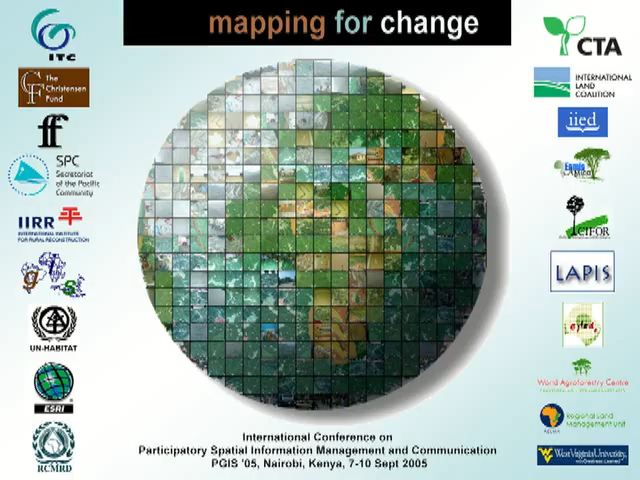 mapping for change
ITC
The
Christensen
Fund
ff
SPC
Secretariat
of the Pacific
Community
IIRR
INTERNATIONAL INSTITUTE
FOR RURAL RECONSTRUCTION
UN-HABITAT
ESRI
RCMRD
CTA
INTERNATIONAL
LAND
COALITION
iied
LAPIS
World Agroforestry Centre
Regional Land
Management Unit
West Virginia University
International Conference on
Participatory Spatial Information Management and Communication
PGIS '05, Nairobi, Kenya, 7-10 Sept 2005